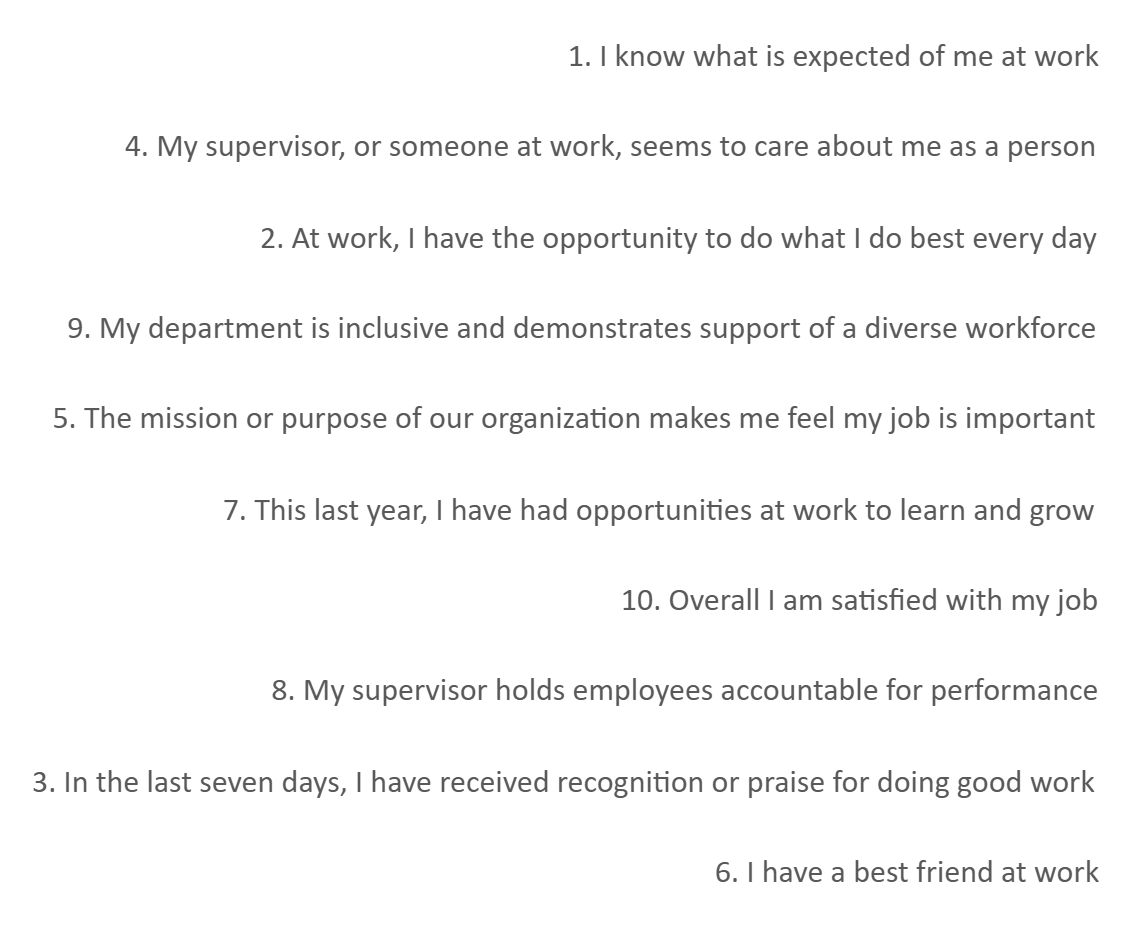 1. I know what is expected of me at work
4. My supervisor, or someone at work, seems to care about me as a person
2. At work, I have the opportunity to do what I do best every day
9. My department is inclusive and demonstrates support of a diverse workforce
5. The mission or purpose of our organization makes me feel my job is important
7. This last year, I have had opportunities at work to learn and grow
10. Overall I am satisfied with my job
8. My supervisor holds employees accountable for performance
3. In the last seven days, I have received recognition or praise for doing good work
6. I have a best friend at work